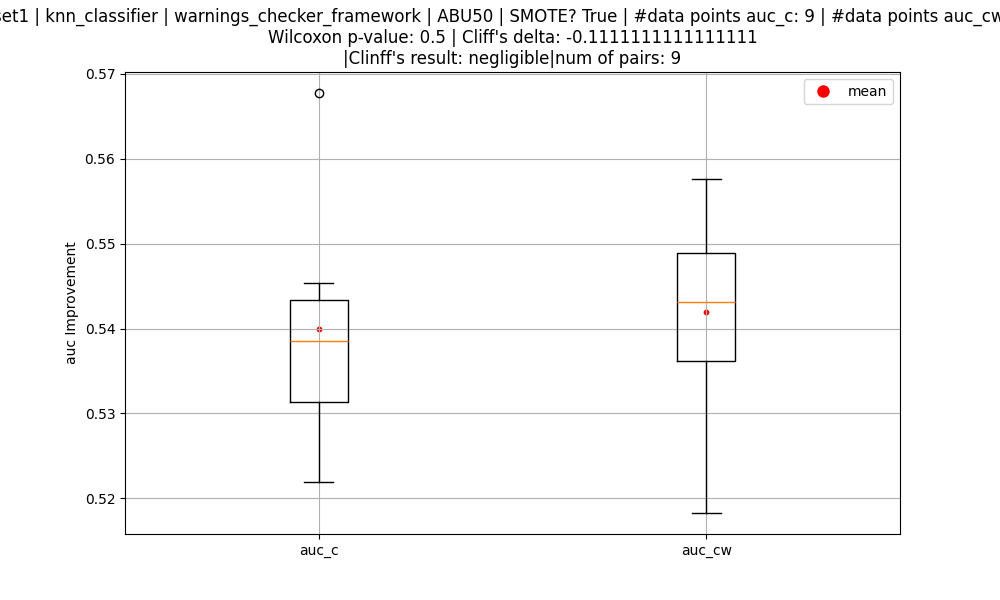 set1 | knn_classifier | warnings_checker_framework | ABU50 | SMOTE? True | #data points auc_c: 9 | #data points auc_cw
Wilcoxon p-value: 0.5 | Cliff's delta: -0.1111111111111111
|Clinff's result: negligible|num of pairs: 9
0.57
mean
0.56
0.55
auc Improvement
0.54
0.53
0.52
auc_c
auc_cw